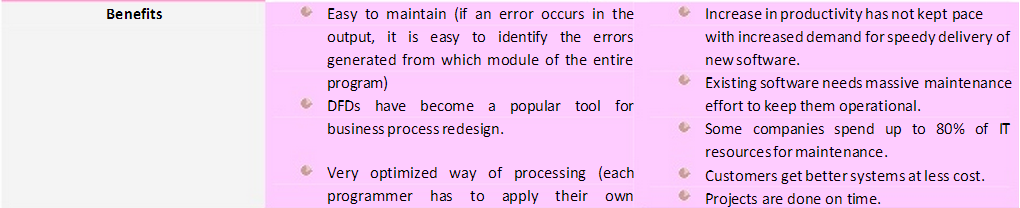 Benefits
Easy to maintain (if an error occurs in the
output, it is easy to identify the errors
generated from which module of the entire
program)
DFDs have become a popular tool for
business process redesign.
Very optimized way of processing (each
programmer has to apply their own
Increase in productivity has not kept pace
with increased demand for speedy delivery of
new software.
Existing software needs massive maintenance
effort to keep them operational.
Some companies spend up to 80% of IT
resources for maintenance.
Customers get better systems at less cost.
Projects are done on time.